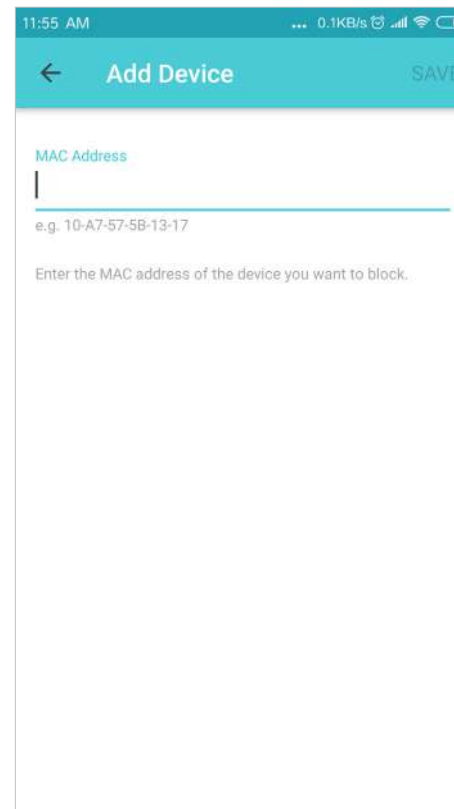 11:55 AM ... 0.1KB/s
Add Device SAVE
MAC Address
e.g. 10-A7-57-5B-13-17
Enter the MAC address of the device you want to block.